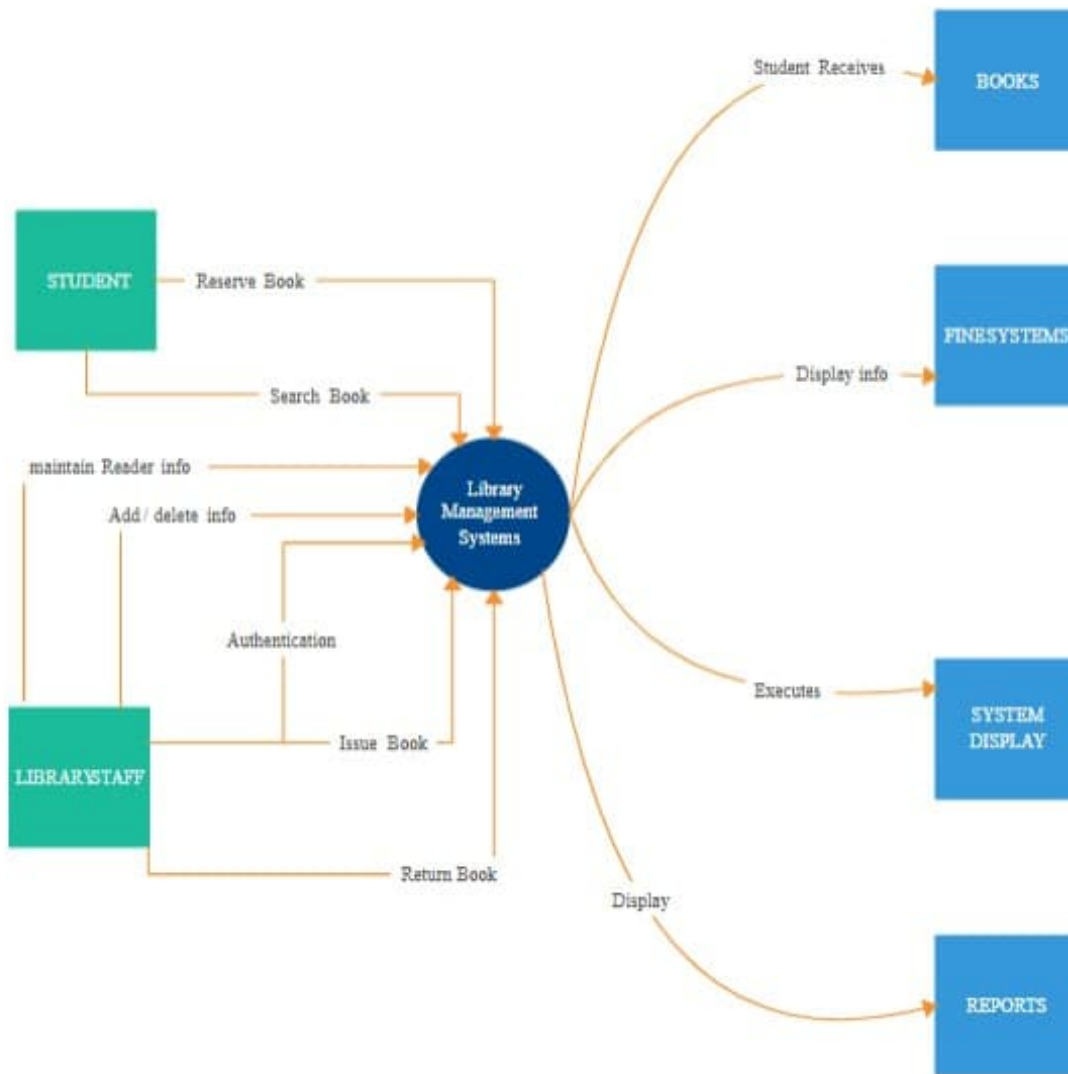 Student Receives
BOOKS
STUDENT
Reserve Book
FINESYSTEMS
Display info
Search Book
maintain Reader info
Library
Management
Systems
Add / delete info
Authentication
Executes
SYSTEM
DISPLAY
Issue Book
LIBRARYSTAFF
Return Book
Display
REPORTS